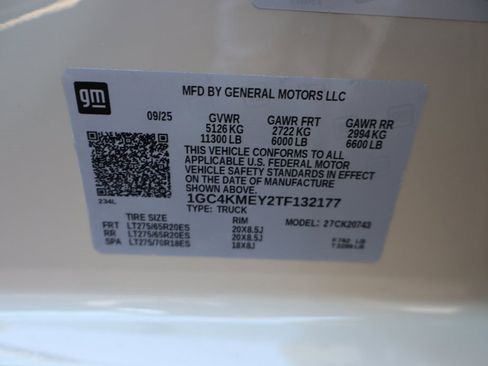 gm
MFD BY GENERAL MOTORS LLC
09/25 GVWR GAWR FRT GAWR RR
5126 KG 2722 KG 2994 KG
11300 LB 6000 LB 6600 LB
THIS VEHICLE CONFORMS TO ALL
APPLICABLE U.S. FEDERAL MOTOR
VEHICLE SAFETY STANDARDS IN EFFECT
ON THE DATE OF MANUFACTURE
234L 1GC4KMEY2TF132177
TYPE: TRUCK MODEL: 27CK20743
TIRE SIZE RIM
FRT LT275/65R20ES 20X8.5J
RR LT275/65R20ES 20X8.5J
SPA LT275/70R18ES 18X8J